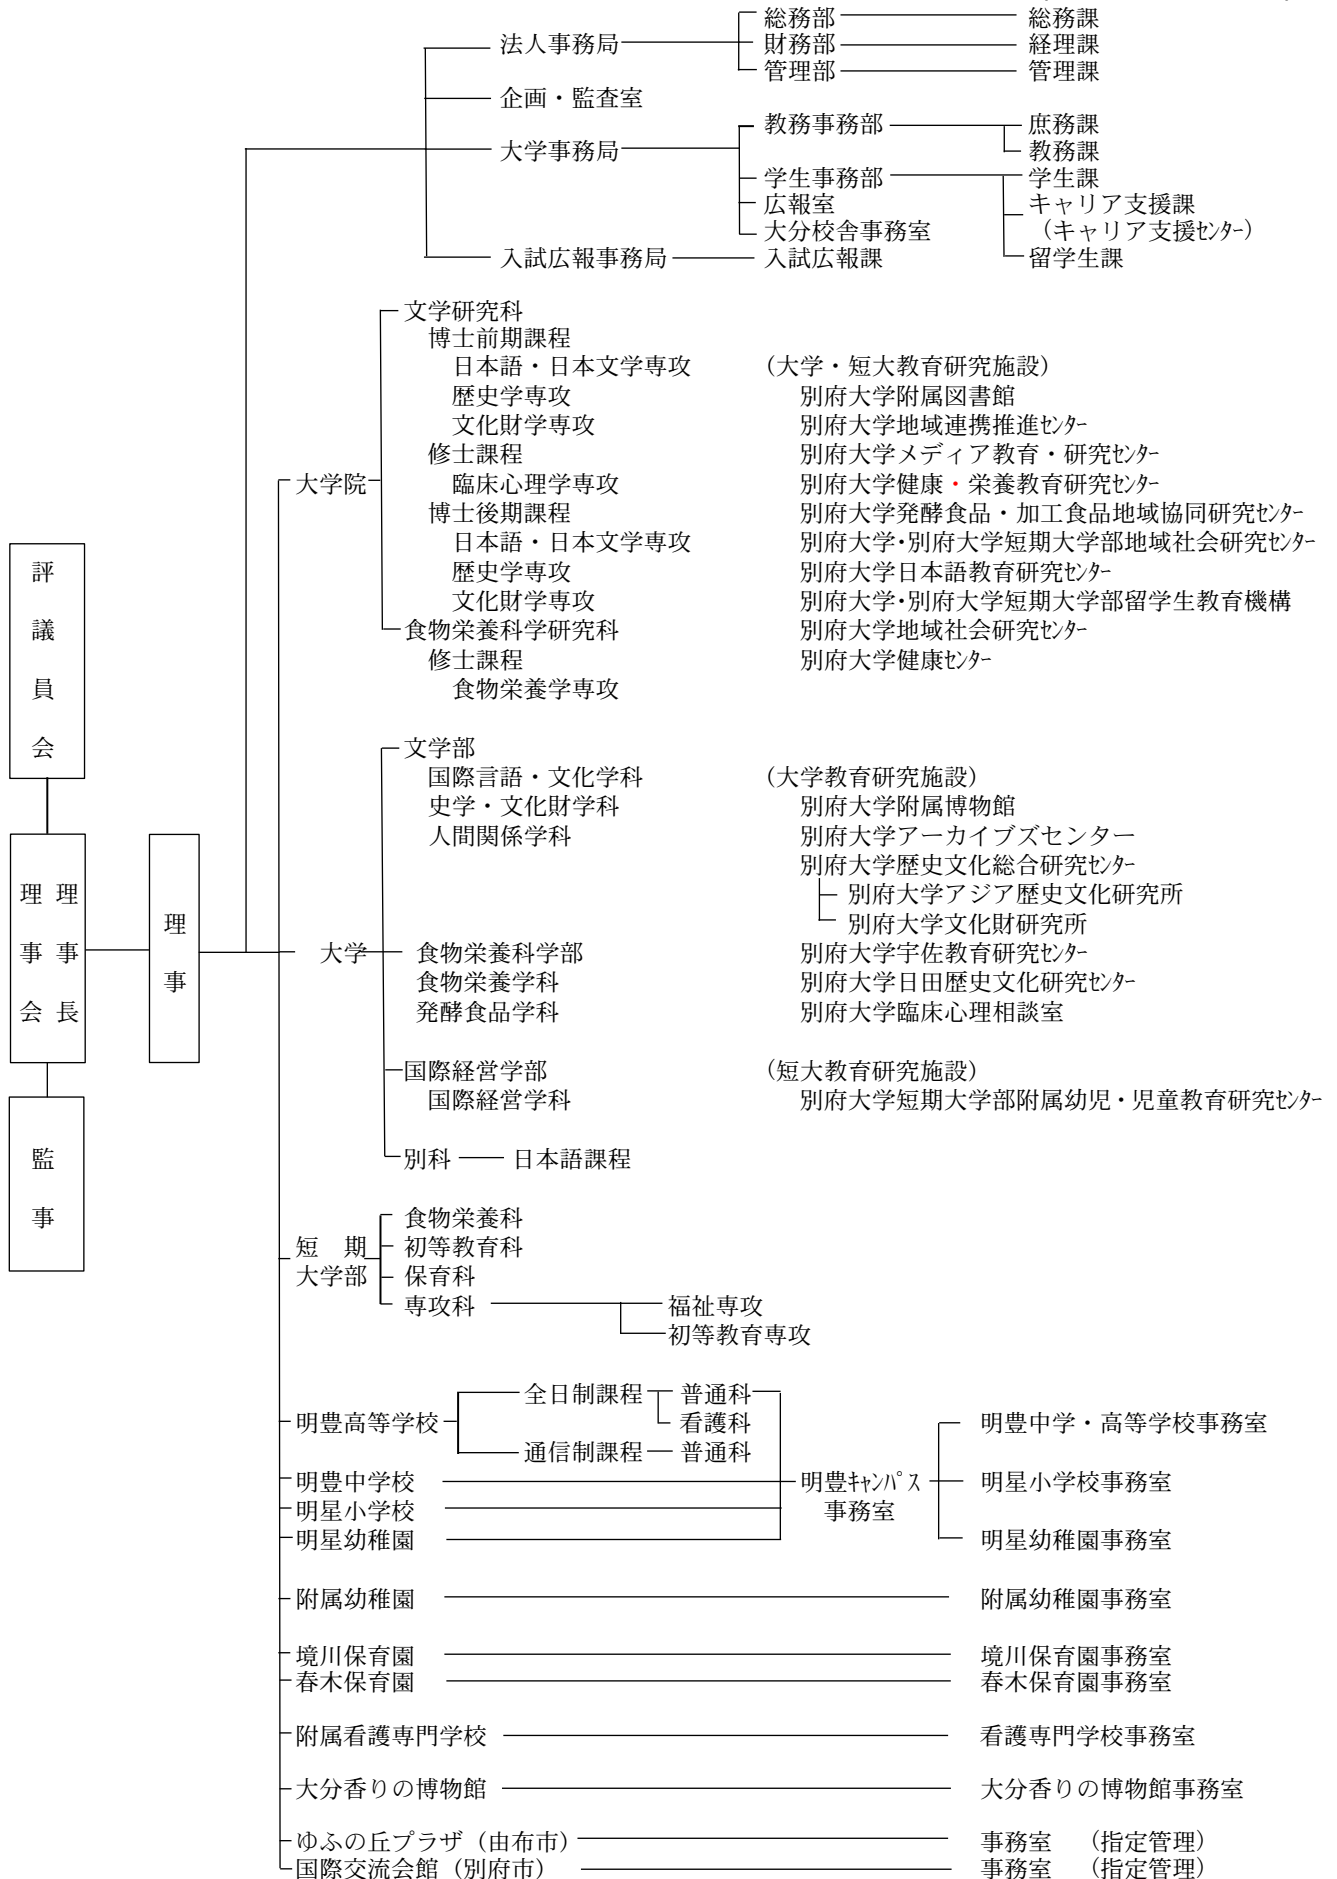 総務部 総務課
法人事務局 財務部 経理課
管理部 管理課
企画・監査室
教務事務部 庶務課
大学事務局 教務課
学生事務部 学生課
広報室 キャリア支援課
大分校舎事務室 （キャリア支援ｾﾝﾀｰ）
入試広報事務局 入試広報課 留学生課
文学研究科
博士前期課程
日本語・日本文学専攻 （大学・短大教育研究施設）
歴史学専攻 別府大学附属図書館
文化財学専攻 別府大学地域連携推進ｾﾝﾀｰ
修士課程 別府大学メディア教育・研究ｾﾝﾀｰ
大学院 臨床心理学専攻 別府大学健康・栄養教育研究ｾﾝﾀｰ
博士後期課程 別府大学発酵食品・加工食品地域協同研究ｾﾝﾀｰ
日本語・日本文学専攻 別府大学･別府大学短期大学部地域社会研究ｾﾝﾀｰ
歴史学専攻 別府大学日本語教育研究ｾﾝﾀｰ
文化財学専攻 別府大学･別府大学短期大学部留学生教育機構
食物栄養科学研究科 別府大学地域社会研究ｾﾝﾀｰ
修士課程 別府大学健康ｾﾝﾀｰ
食物栄養学専攻
評議員会
文学部
国際言語・文化学科 （大学教育研究施設）
史学・文化財学科 別府大学附属博物館
人間関係学科 別府大学アーカイブズセンター
別府大学歴史文化総合研究ｾﾝﾀｰ
別府大学アジア歴史文化研究所
別府大学文化財研究所
理事長
理事会
理事
大学 食物栄養科学部 別府大学宇佐教育研究ｾﾝﾀｰ
食物栄養学科 別府大学日田歴史文化研究ｾﾝﾀｰ
発酵食品学科 別府大学臨床心理相談室
国際経営学部 （短大教育研究施設）
国際経営学科 別府大学短期大学部附属幼児・児童教育研究ｾﾝﾀｰ
監事
別科 日本語課程
食物栄養科
短　期 初等教育科
大学部 保育科
専攻科 福祉専攻
初等教育専攻
全日制課程 普通科
明豊高等学校 看護科 明豊中学・高等学校事務室
通信制課程 普通科
明豊中学校 明豊ｷｬﾝﾊﾟｽ 明星小学校事務室
明星小学校 事務室
明星幼稚園 明星幼稚園事務室
附属幼稚園 附属幼稚園事務室
境川保育園 境川保育園事務室
春木保育園 春木保育園事務室
附属看護専門学校 看護専門学校事務室
大分香りの博物館 大分香りの博物館事務室
ゆふの丘プラザ（由布市） 事務室　（指定管理）
国際交流会館（別府市） 事務室　（指定管理）